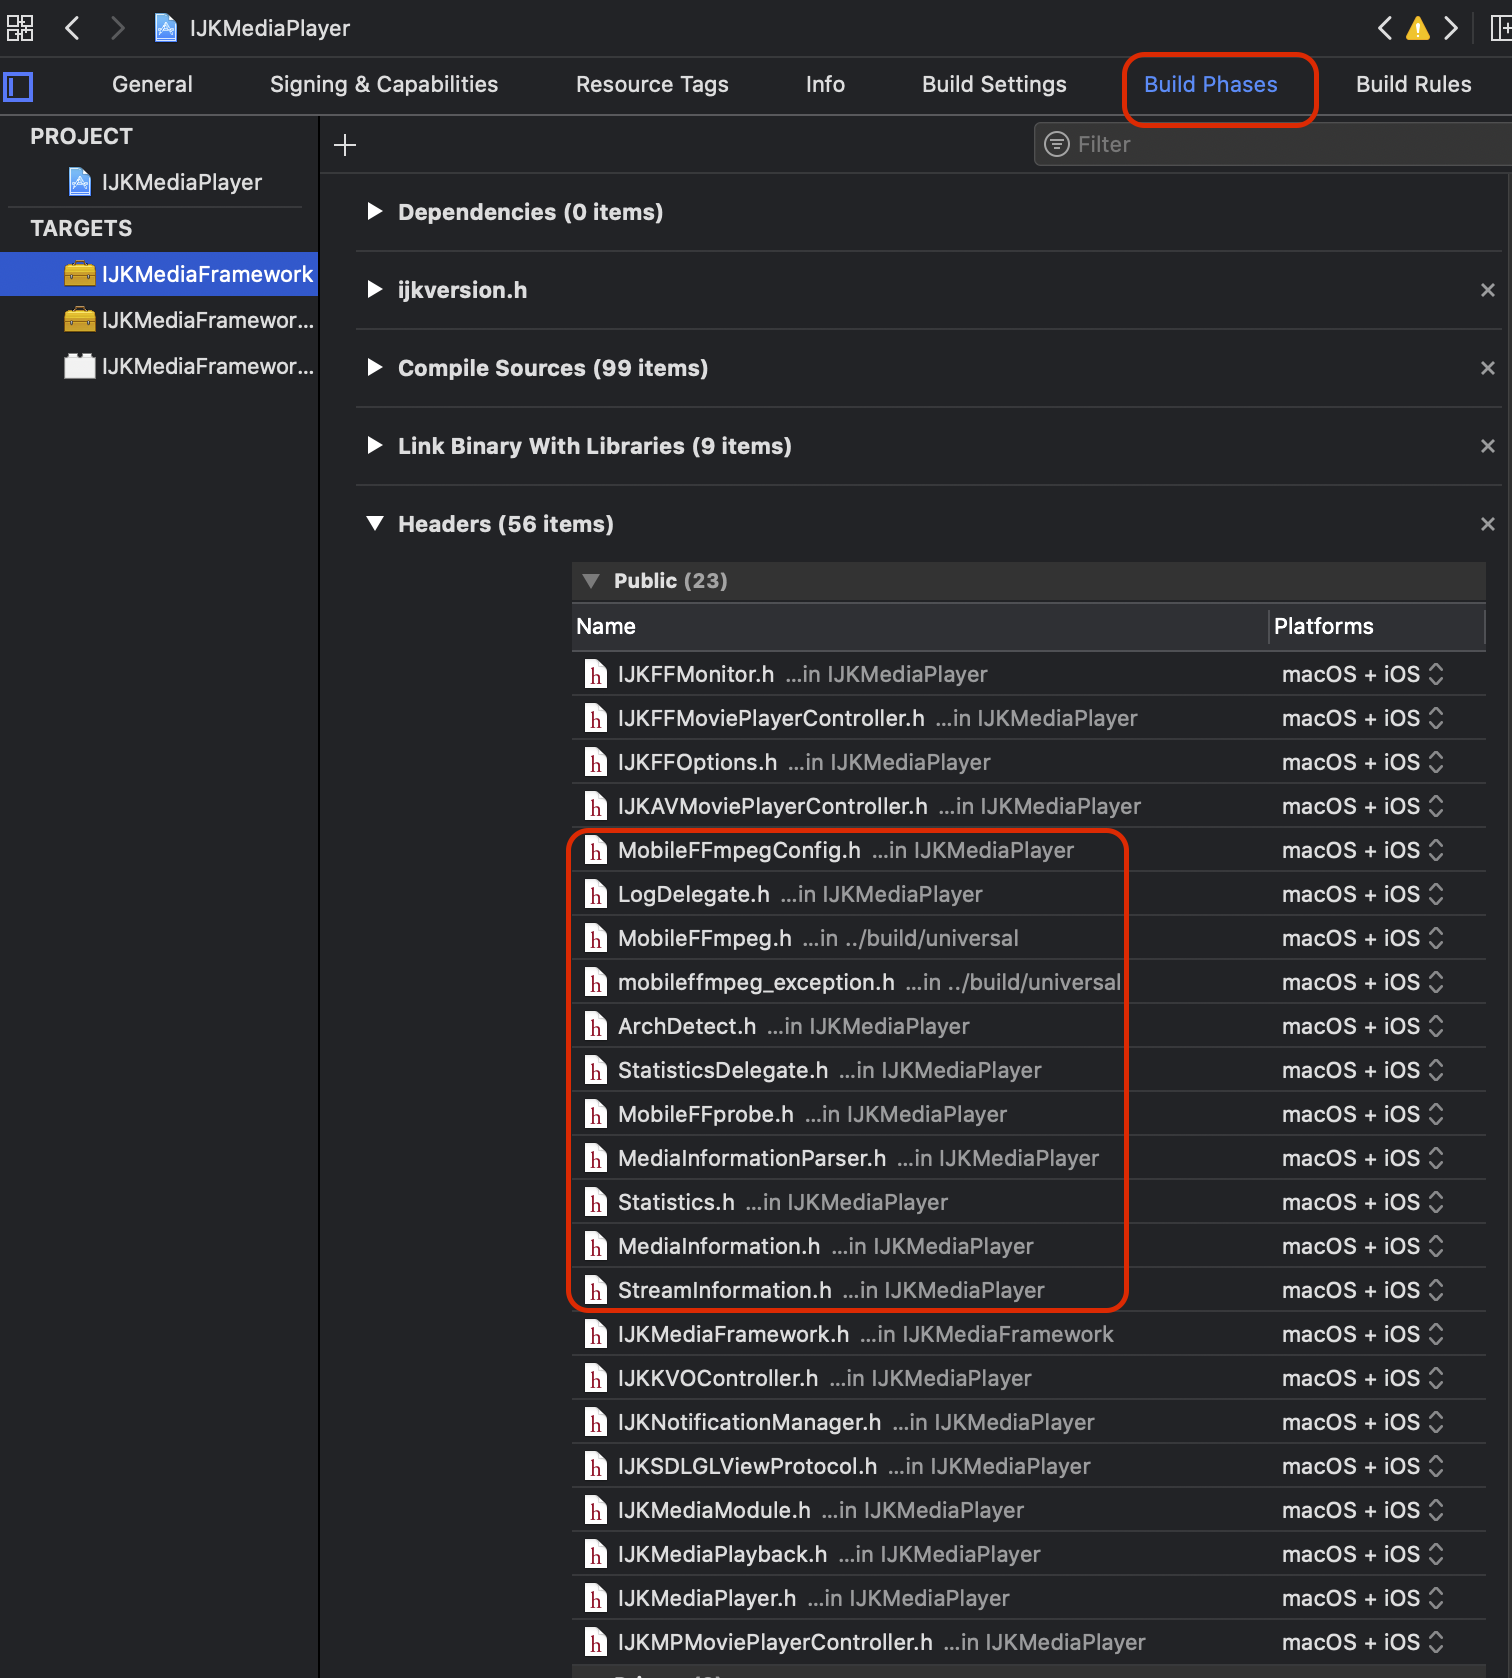 IJKMediaPlayer
General Signing & Capabilities Resource Tags Info Build Settings Build Phases Build Rules
PROJECT
IJKMediaPlayer
TARGETS
IJKMediaFramework
IJKMediaFramewor...
IJKMediaFramewor...
Filter
Dependencies (0 items)
ijkversion.h
Compile Sources (99 items)
Link Binary With Libraries (9 items)
Headers (56 items)
Public (23)
Name Platforms
IJKFFMonitor.h ...in IJKMediaPlayer macOS + iOS
IJKFFMoviePlayerController.h ...in IJKMediaPlayer macOS + iOS
IJKFFOptions.h ...in IJKMediaPlayer macOS + iOS
IJKAVMoviePlayerController.h ...in IJKMediaPlayer macOS + iOS
MobileFFmpegConfig.h ...in IJKMediaPlayer macOS + iOS
LogDelegate.h ...in IJKMediaPlayer macOS + iOS
MobileFFmpeg.h ...in ../build/universal macOS + iOS
mobileffmpeg_exception.h ...in ../build/universal macOS + iOS
ArchDetect.h ...in IJKMediaPlayer macOS + iOS
StatisticsDelegate.h ...in IJKMediaPlayer macOS + iOS
MobileFFprobe.h ...in IJKMediaPlayer macOS + iOS
MediaInformationParser.h ...in IJKMediaPlayer macOS + iOS
Statistics.h ...in IJKMediaPlayer macOS + iOS
MediaInformation.h ...in IJKMediaPlayer macOS + iOS
StreamInformation.h ...in IJKMediaPlayer macOS + iOS
IJKMediaFramework.h ...in IJKMediaFramework macOS + iOS
IJKKVOController.h ...in IJKMediaPlayer macOS + iOS
IJKNotificationManager.h ...in IJKMediaPlayer macOS + iOS
IJKSDLGLViewProtocol.h ...in IJKMediaPlayer macOS + iOS
IJKMediaModule.h ...in IJKMediaPlayer macOS + iOS
IJKMediaPlayback.h ...in IJKMediaPlayer macOS + iOS
IJKMediaPlayer.h ...in IJKMediaPlayer macOS + iOS
IJKMPMoviePlayerController.h ...in IJKMediaPlayer macOS + iOS